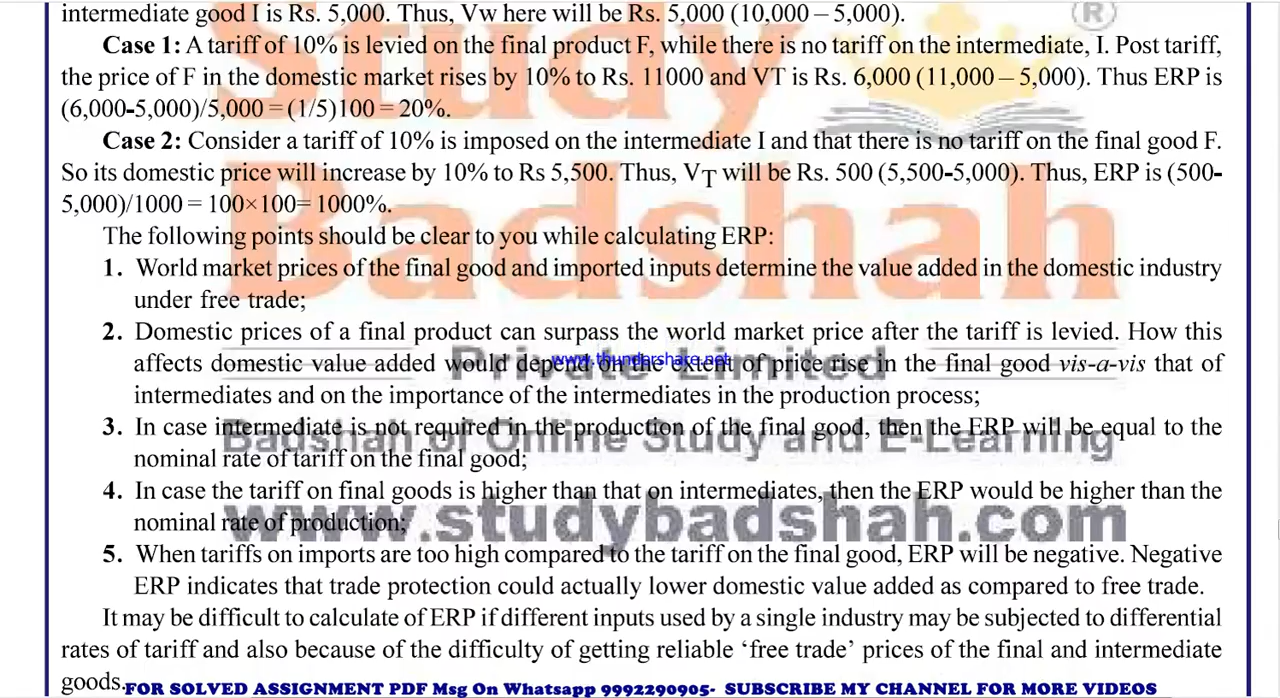 intermediate good I is Rs. 5,000. Thus, Vw here will be Rs. 5,000 (10,000 – 5,000).
Case 1: A tariff of 10% is levied on the final product F, while there is no tariff on the intermediate, I. Post tariff,
the price of F in the domestic market rises by 10% to Rs. 11000 and VT is Rs. 6,000 (11,000 – 5,000). Thus ERP is
(6,000-5,000)/5,000 = (1/5)100 = 20%.
Case 2: Consider a tariff of 10% is imposed on the intermediate I and that there is no tariff on the final good F.
So its domestic price will increase by 10% to Rs 5,500. Thus, VT will be Rs. 500 (5,500-5,000). Thus, ERP is (500-
5,000)/1000 = 100×100= 1000%.
The following points should be clear to you while calculating ERP:
1. World market prices of the final good and imported inputs determine the value added in the domestic industry
under free trade;
2. Domestic prices of a final product can surpass the world market price after the tariff is levied. How this
affects domestic value added would depend on the extent of price rise in the final good vis-a-vis that of
intermediates and on the importance of the intermediates in the production process;
3. In case intermediate is not required in the production of the final good, then the ERP will be equal to the
nominal rate of tariff on the final good;
4. In case the tariff on final goods is higher than that on intermediates, then the ERP would be higher than the
nominal rate of production;
5. When tariffs on imports are too high compared to the tariff on the final good, ERP will be negative. Negative
ERP indicates that trade protection could actually lower domestic value added as compared to free trade.
It may be difficult to calculate of ERP if different inputs used by a single industry may be subjected to differential
rates of tariff and also because of the difficulty of getting reliable ‘free trade’ prices of the final and intermediate
goods.
FOR SOLVED ASSIGNMENT PDF Msg On Whatsapp 9992290905- SUBSCRIBE MY CHANNEL FOR MORE VIDEOS
Study
Badshah
®
Private Limited
www.thundershare.net
Badshah of Online Study and E-Learning
www.studybadshah.com